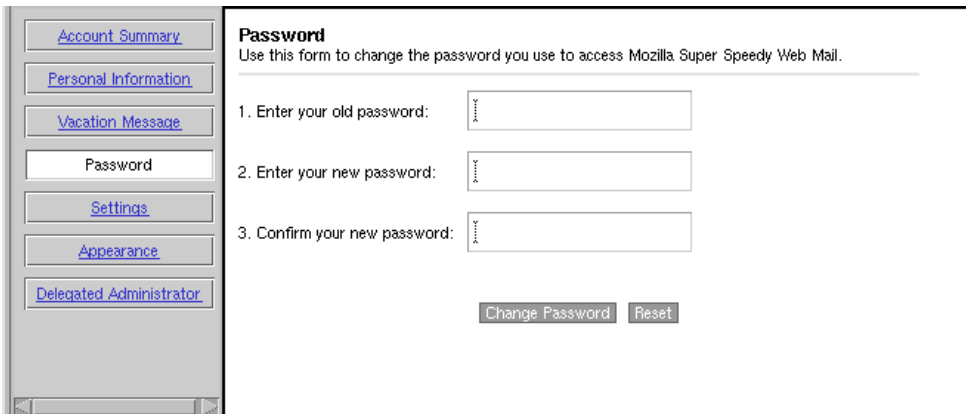 Account Summary
Personal Information
Vacation Message
Password
Settings
Appearance
Delegated Administrator
Password
Use this form to change the password you use to access Mozilla Super Speedy Web Mail.
1. Enter your old password:
2. Enter your new password:
3. Confirm your new password:
Change Password Reset